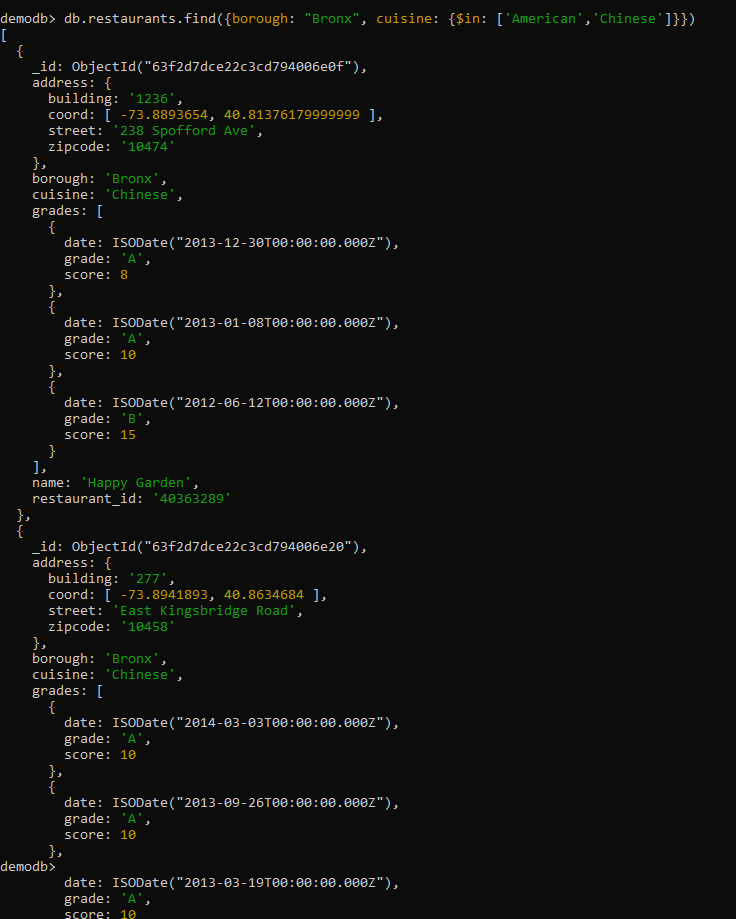 demodb> db.restaurants.find({borough: "Bronx", cuisine: {$in: ['American','Chinese']}})
[
  {
    _id: ObjectId("63f2d7dce22c3cd794006e0f"),
    address: {
      building: '1236',
      coord: [ -73.8893654, 40.81376179999999 ],
      street: '238 Spofford Ave',
      zipcode: '10474'
    },
    borough: 'Bronx',
    cuisine: 'Chinese',
    grades: [
      {
        date: ISODate("2013-12-30T00:00:00.000Z"),
        grade: 'A',
        score: 8
      },
      {
        date: ISODate("2013-01-08T00:00:00.000Z"),
        grade: 'A',
        score: 10
      },
      {
        date: ISODate("2012-06-12T00:00:00.000Z"),
        grade: 'B',
        score: 15
      }
    ],
    name: 'Happy Garden',
    restaurant_id: '40363289'
  },
  {
    _id: ObjectId("63f2d7dce22c3cd794006e20"),
    address: {
      building: '277',
      coord: [ -73.8941893, 40.8634684 ],
      street: 'East Kingsbridge Road',
      zipcode: '10458'
    },
    borough: 'Bronx',
    cuisine: 'Chinese',
    grades: [
      {
        date: ISODate("2014-03-03T00:00:00.000Z"),
        grade: 'A',
        score: 10
      },
      {
        date: ISODate("2013-09-26T00:00:00.000Z"),
        grade: 'A',
        score: 10
      },
demodb>
        date: ISODate("2013-03-19T00:00:00.000Z"),
        grade: 'A',
        score: 10